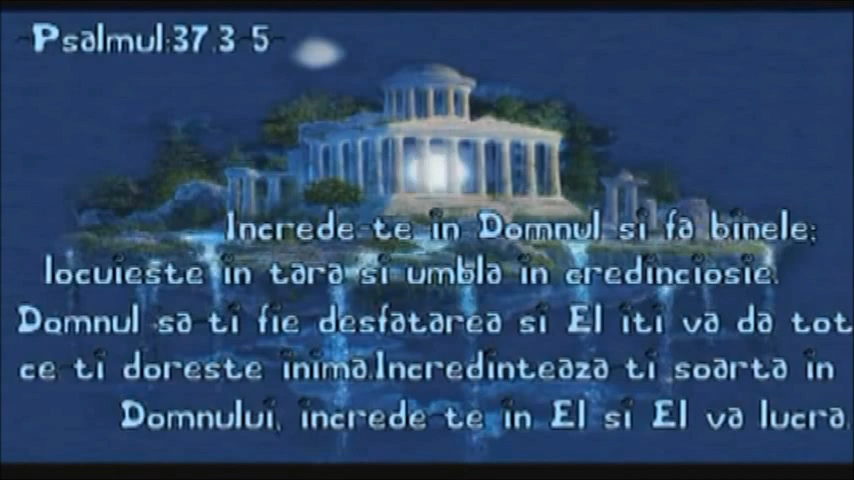 Psalmul:37.3-5
Increde-te in Domnul si fa binele;
locuieste in tara si umbla in credinciosie.
Domnul sa-ti fie desfatarea si El iti va da tot
ce-ti doreste inima.Incredinteaza-ti soarta in
Domnului, increde-te in El si El va lucra.